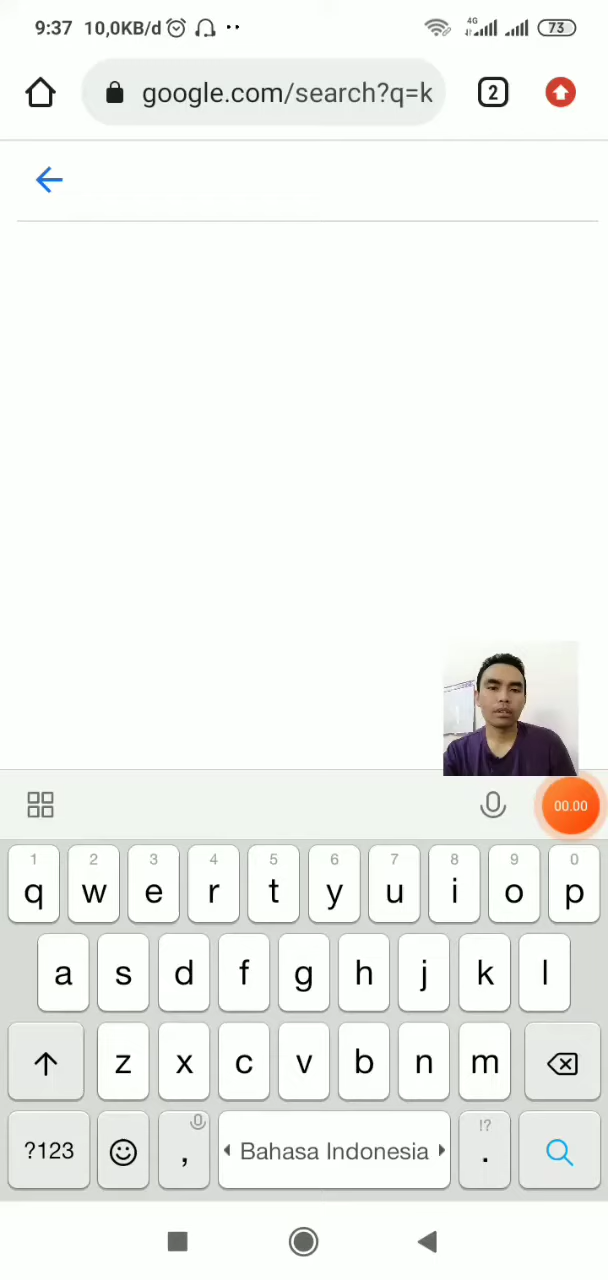 9:37 10,0KB/d 4G 73
google.com/search?q=k 2
00.00
1 2 3 4 5 6 7 8 9 0
q w e r t y u i o p
a s d f g h j k l
z x c v b n m
!?
?123 , Bahasa Indonesia .